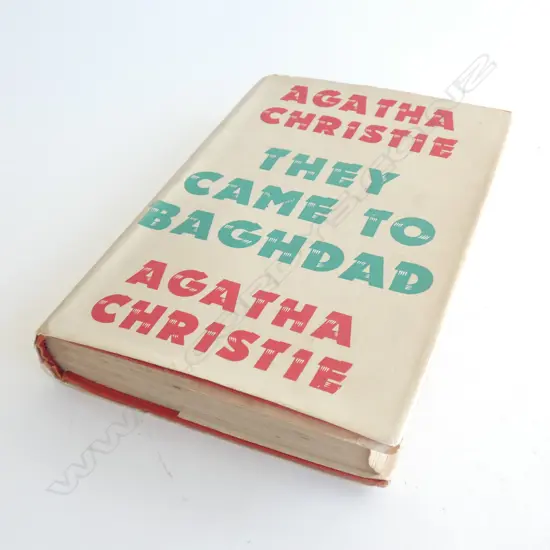 AGATHA
CHRISTIE
THEY
CAME TO
BAGHDAD
AGATHA
CHRISTIE